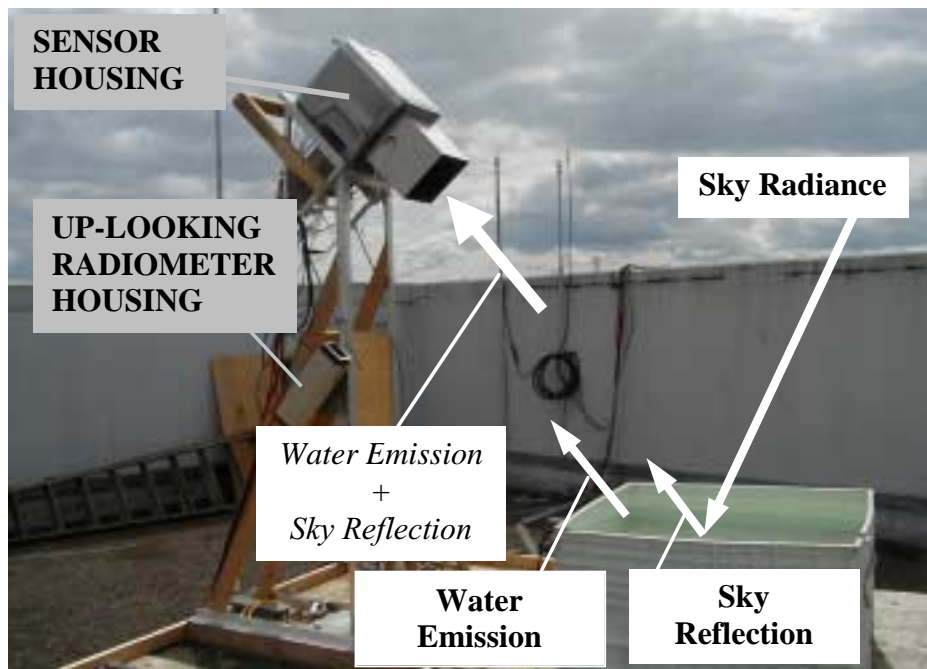 SENSOR
HOUSING
Sky Radiance
UP-LOOKING
RADIOMETER
HOUSING
Water Emission
+
Sky Reflection
Water
Emission
Sky
Reflection